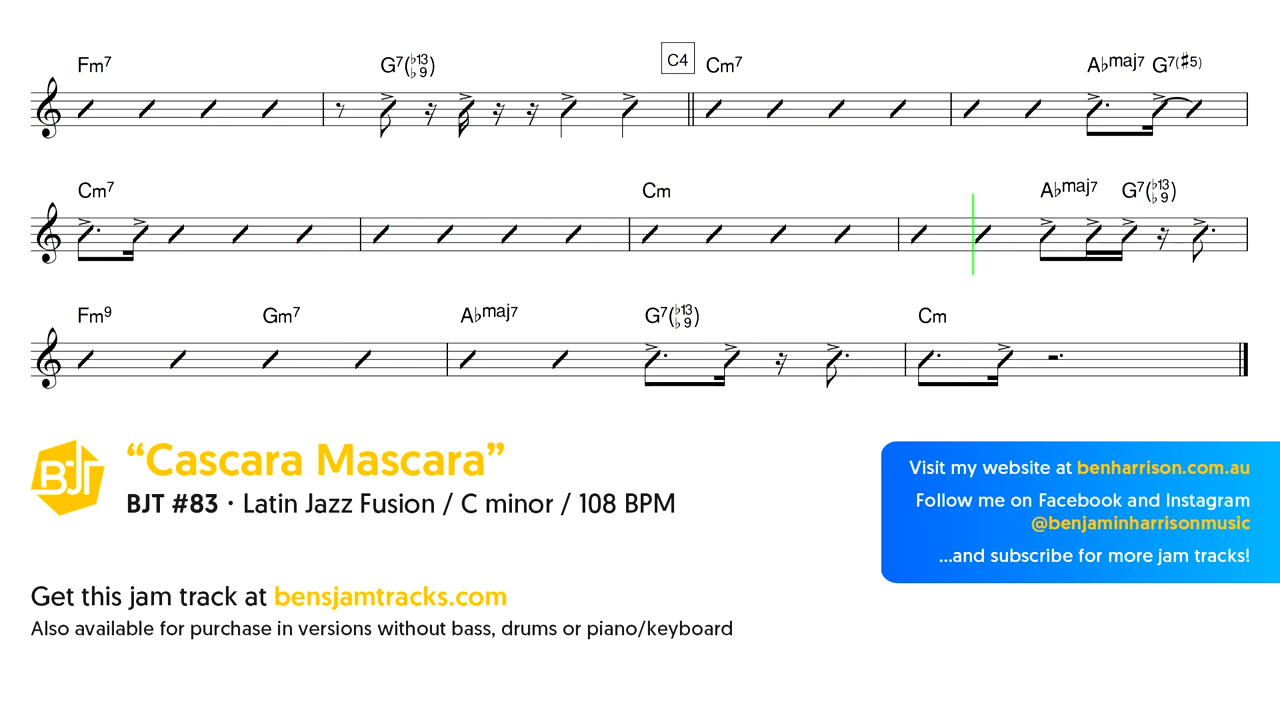 Fm7 G7(♭13 ♭9) C4 Cm7 A♭maj7 G7(♯5)
Cm7 Cm A♭maj7 G7(♭13 ♭9)
Fm9 Gm7 A♭maj7 G7(♭13 ♭9) Cm
BJT
“Cascara Mascara”
BJT #83 · Latin Jazz Fusion / C minor / 108 BPM
Visit my website at benharrison.com.au
Follow me on Facebook and Instagram
@benjaminharrisonmusic
...and subscribe for more jam tracks!
Get this jam track at bensjamtracks.com
Also available for purchase in versions without bass, drums or piano/keyboard